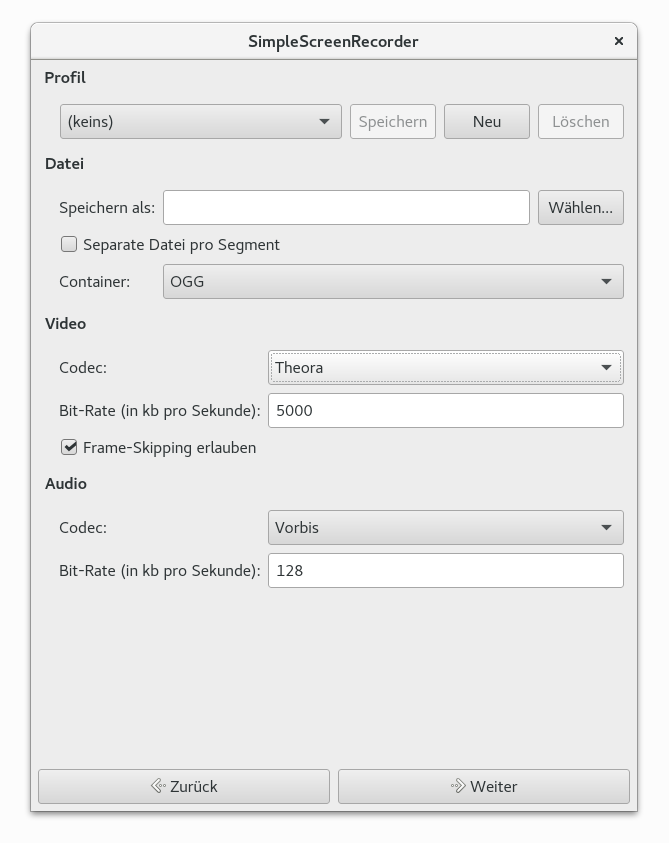 SimpleScreenRecorder
Profil
(keins) Speichern Neu Löschen
Datei
Speichern als: Wählen...
Separate Datei pro Segment
Container: OGG
Video
Codec: Theora
Bit-Rate (in kb pro Sekunde): 5000
Frame-Skipping erlauben
Audio
Codec: Vorbis
Bit-Rate (in kb pro Sekunde): 128
Zurück Weiter